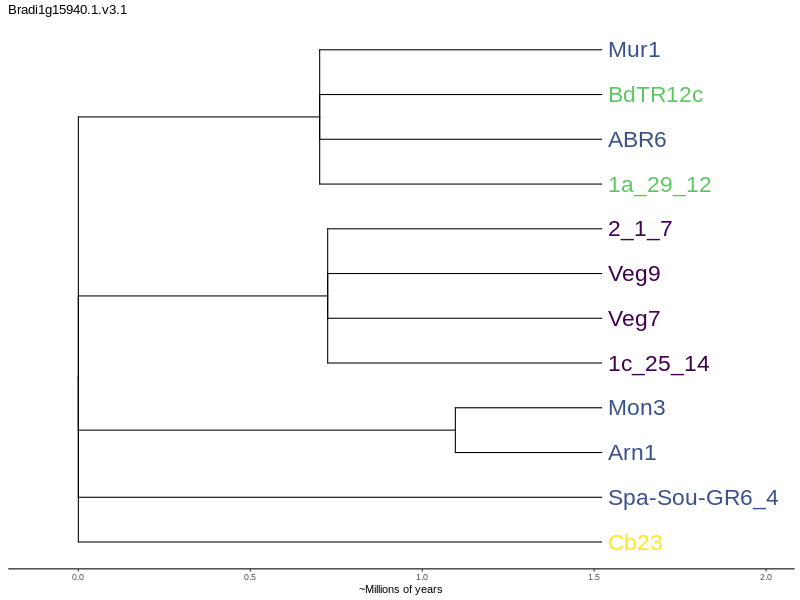 Bradi1g15940.1.v3.1
Mur1
BdTR12c
ABR6
1a_29_12
2_1_7
Veg9
Veg7
1c_25_14
Mon3
Arn1
Spa-Sou-GR6_4
Cb23
0.0 0.5 1.0 1.5 2.0
~Millions of years